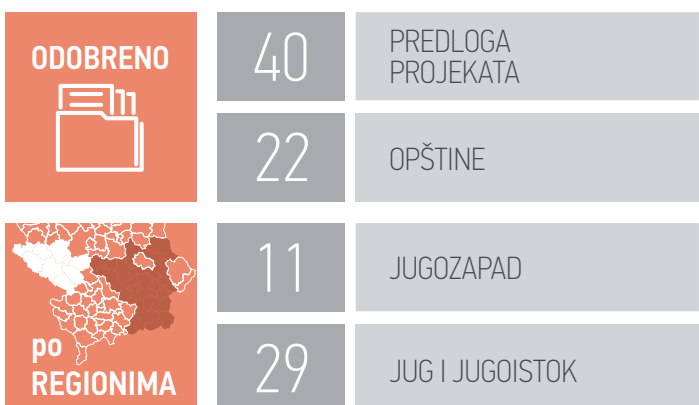 ODOBRENO
40
PREDLOGA
PROJEKATA
22
OPŠTINE
po
REGIONIMA
11
JUGOZAPAD
29
JUG I JUGOISTOK